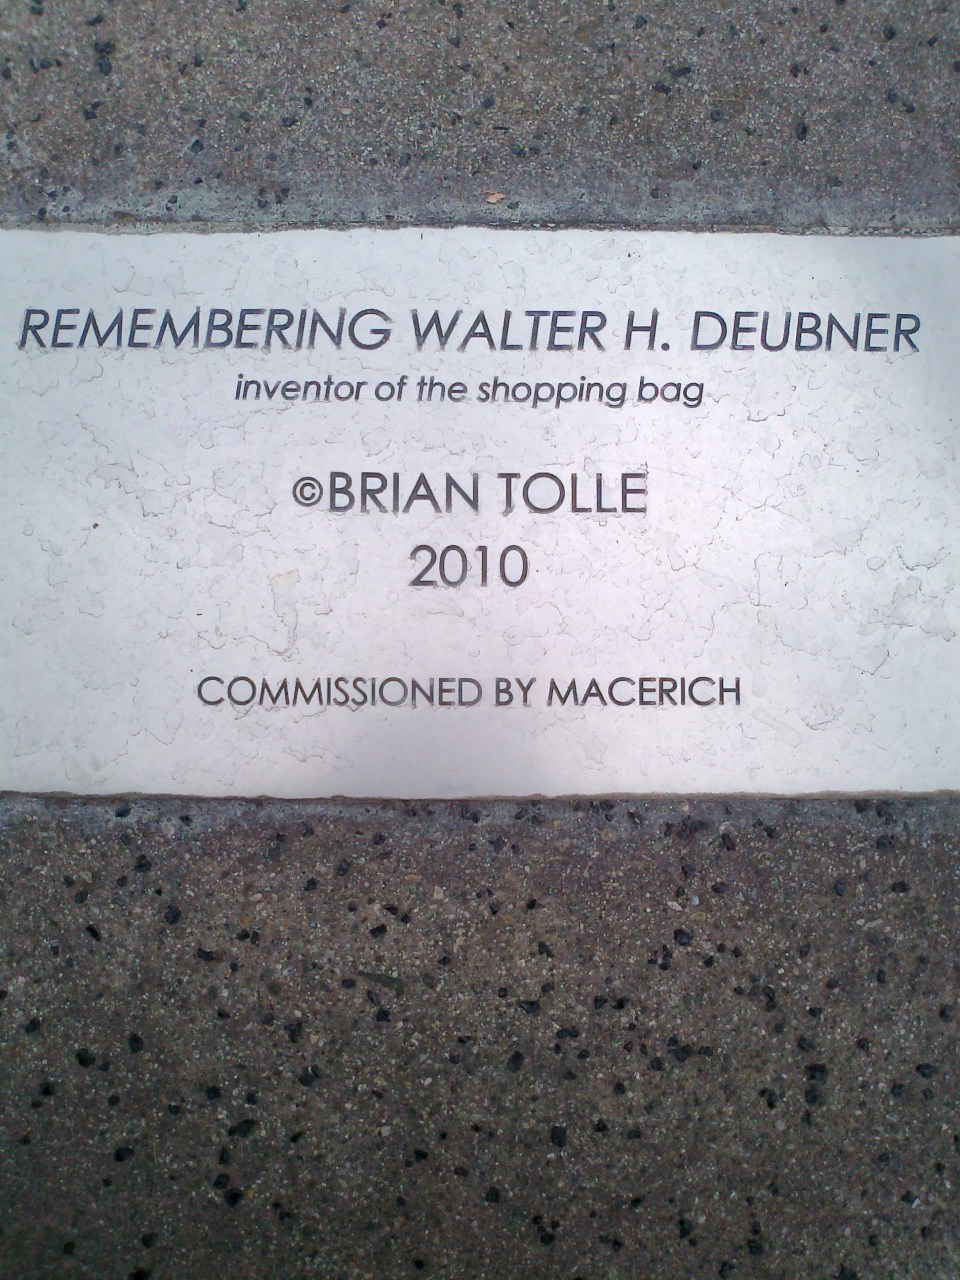 REMEMBERING WALTER H. DEUBNER
inventor of the shopping bag
©BRIAN TOLLE
2010
COMMISSIONED BY MACERICH